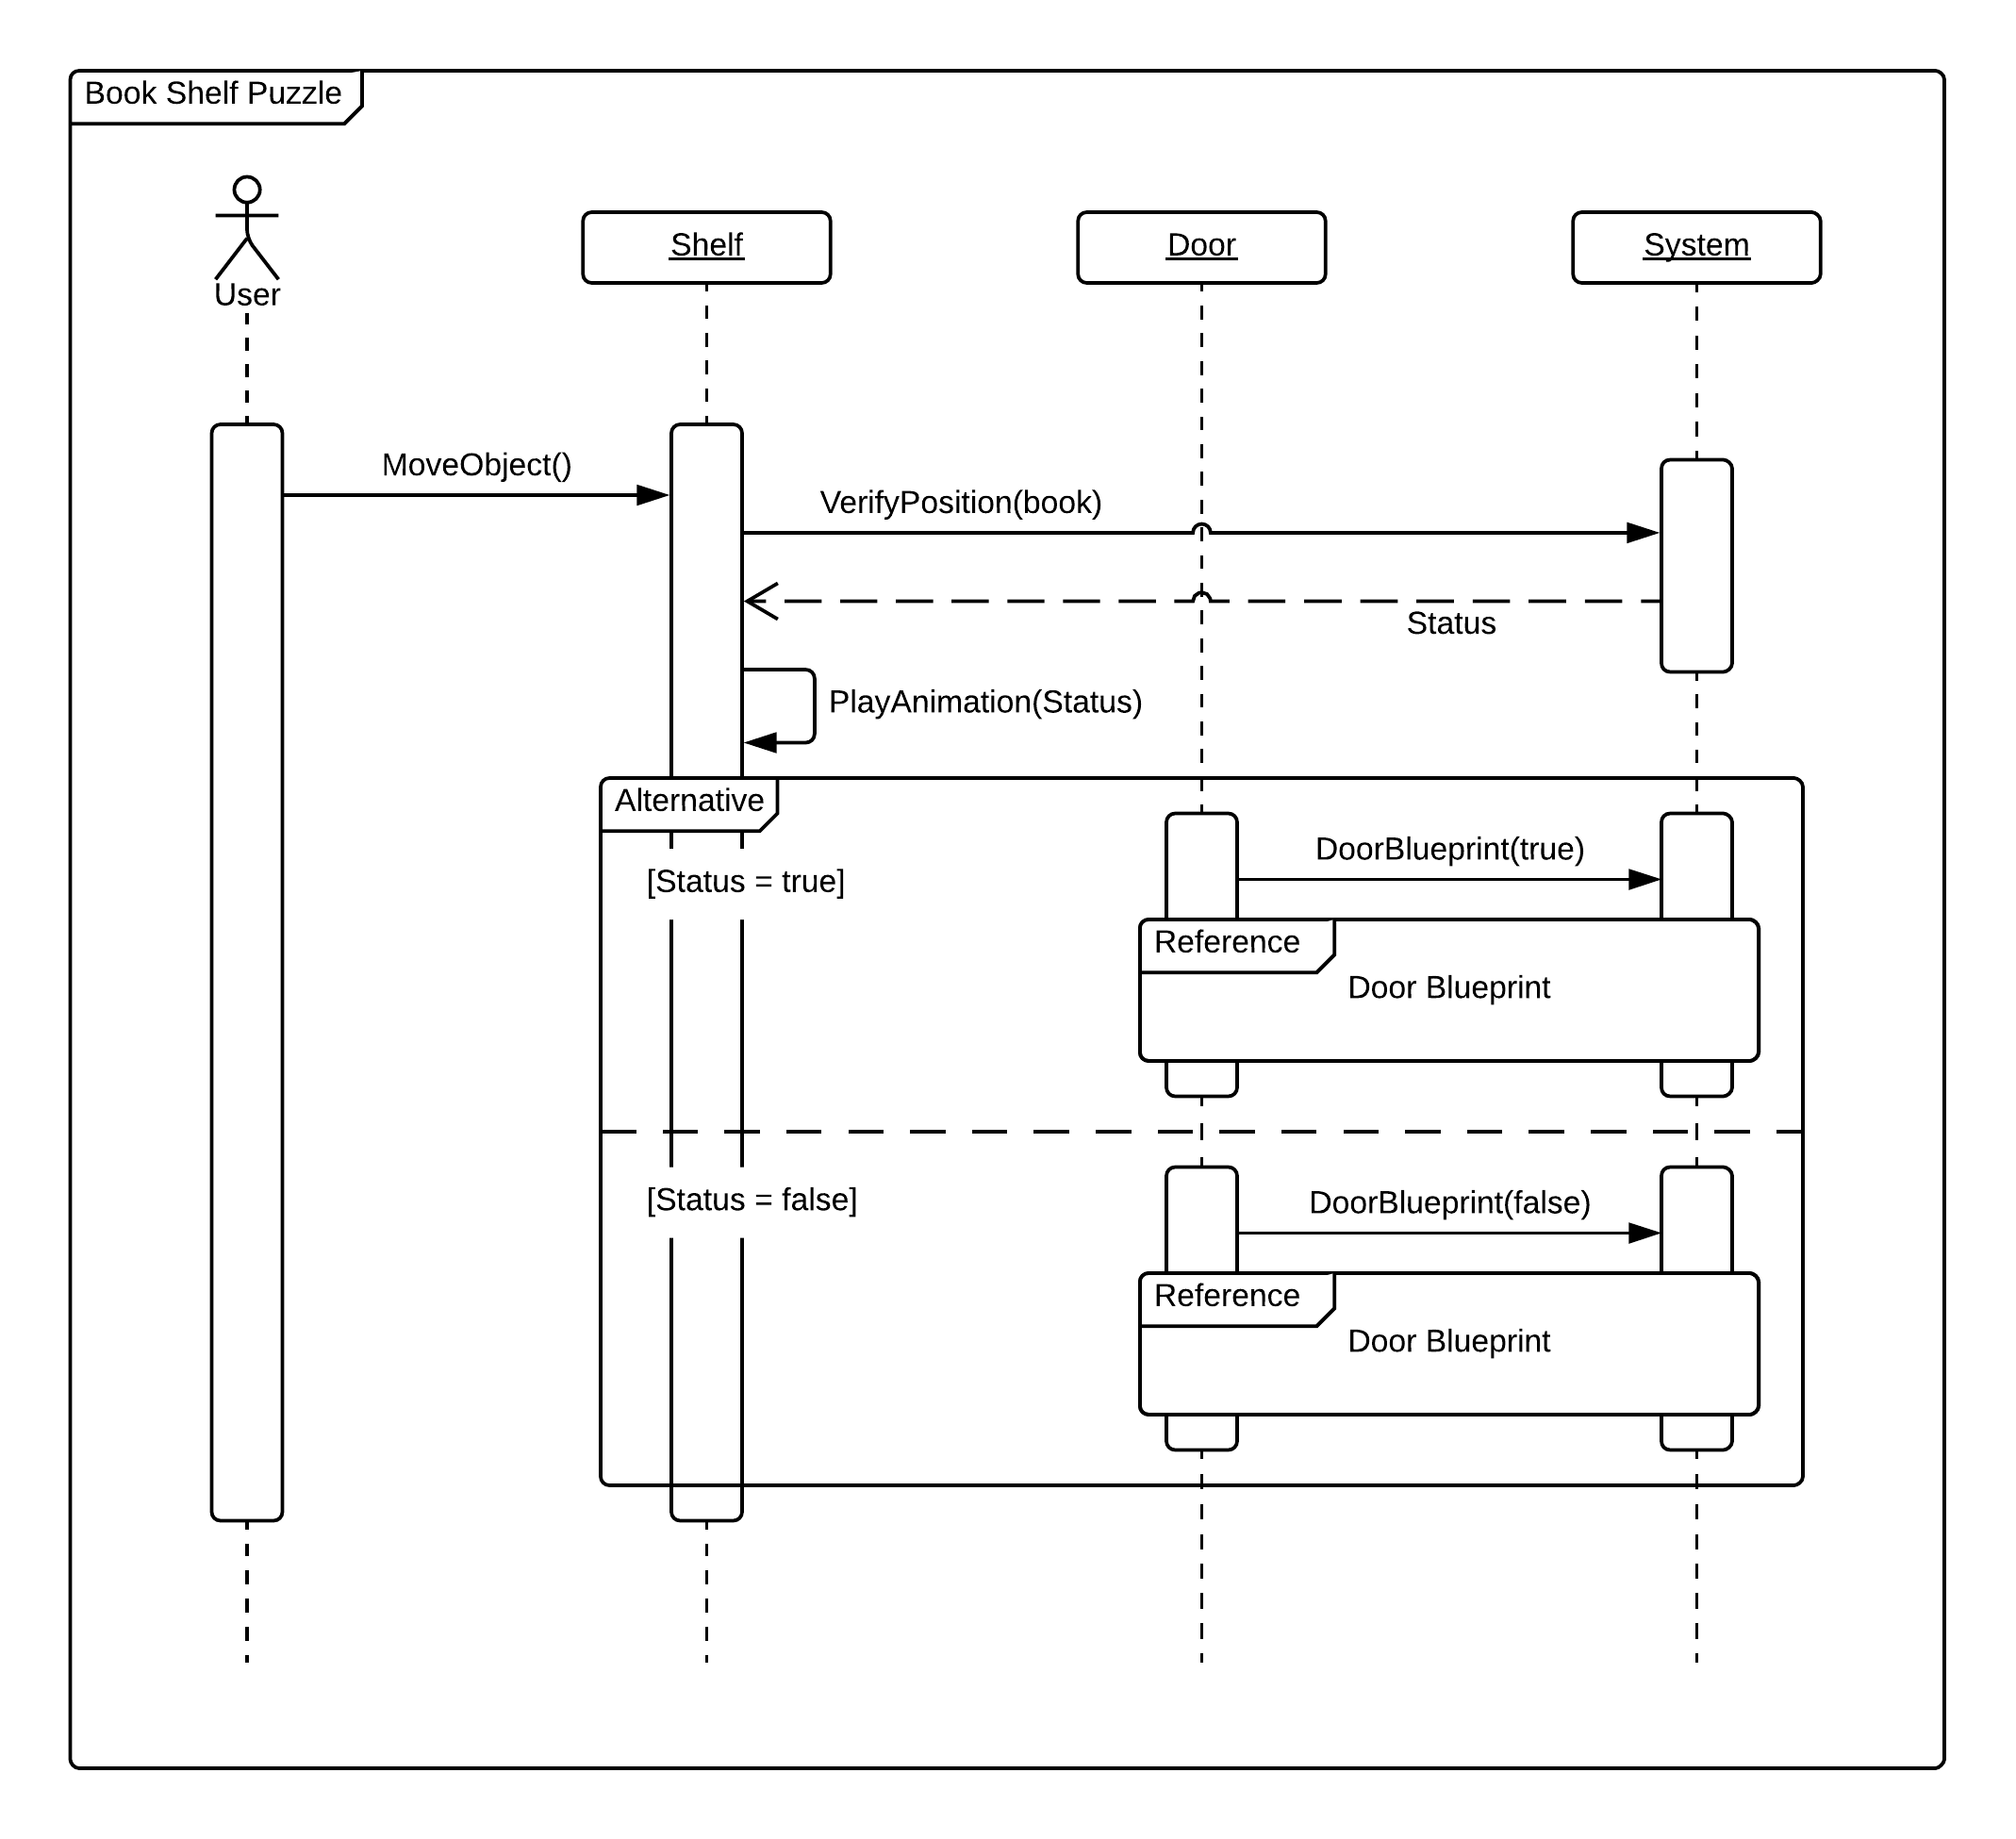 Book Shelf Puzzle
User
Shelf
Door
System
MoveObject()
VerifyPosition(book)
Status
PlayAnimation(Status)
Alternative
DoorBlueprint(true)
[Status = true]
Reference
Door Blueprint
[Status = false]
DoorBlueprint(false)
Reference
Door Blueprint